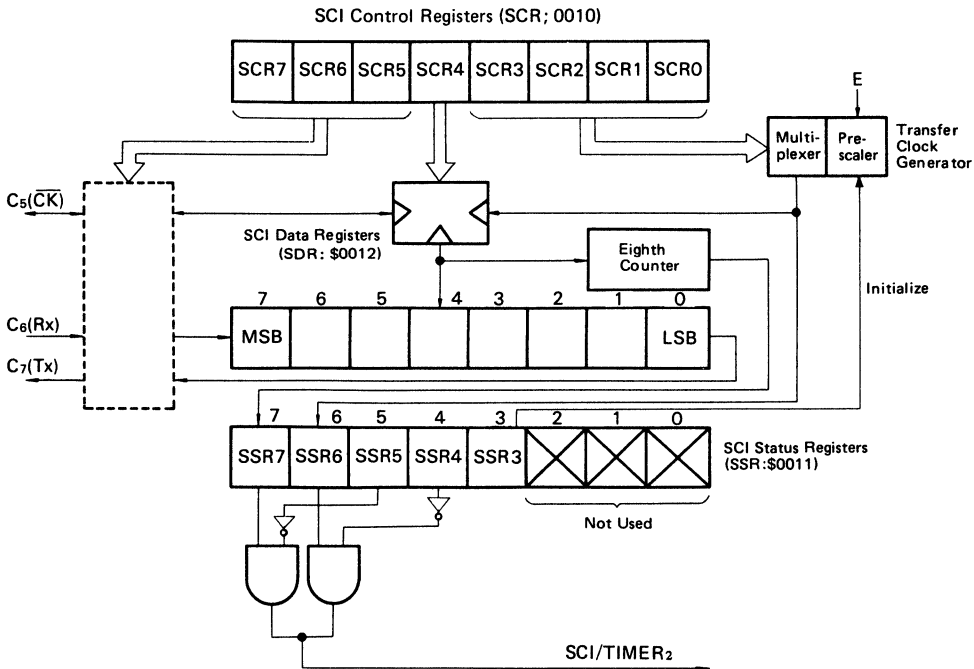 SCI Control Registers (SCR; 0010)
SCR7 SCR6 SCR5 SCR4 SCR3 SCR2 SCR1 SCR0
E
Multi-
plexer
Pre-
scaler
Transfer
Clock
Generator
C5(CK)
SCI Data Registers
(SDR: $0012)
Eighth
Counter
Initialize
7 6 5 4 3 2 1 0
C6(Rx)
MSB LSB
C7(Tx)
7 6 5 4 3 2 1 0
SSR7 SSR6 SSR5 SSR4 SSR3
SCI Status Registers
(SSR:$0011)
Not Used
SCI/TIMER2